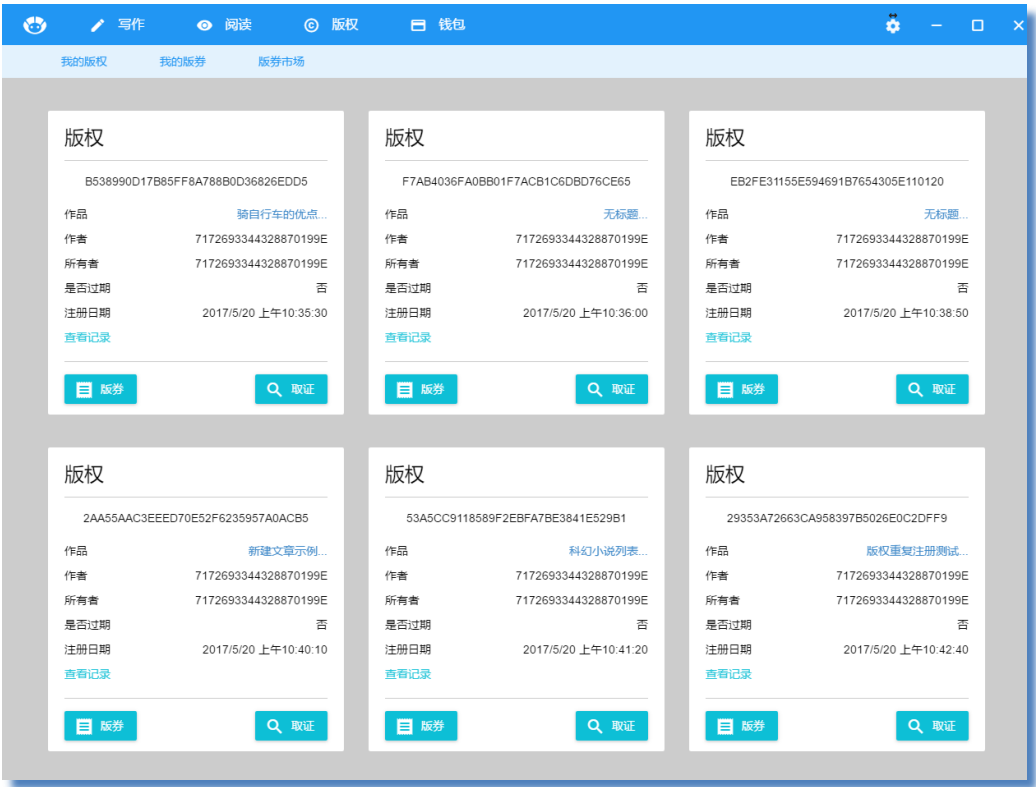 写作 阅读 © 版权 钱包
我的版权 我的版券 版券市场
版权
B538990D17B85FF8A788B0D36826EDD5
作品 骑自行车的优点...
作者 7172693344328870199E
所有者 7172693344328870199E
是否过期 否
注册日期 2017/5/20 上午10:35:30
查看记录
版券 取证
版权
F7AB4036FA0BB01F7ACB1C6DBD76CE65
作品 无标题...
作者 7172693344328870199E
所有者 7172693344328870199E
是否过期 否
注册日期 2017/5/20 上午10:36:00
查看记录
版券 取证
版权
EB2FE31155E594691B7654305E110120
作品 无标题...
作者 7172693344328870199E
所有者 7172693344328870199E
是否过期 否
注册日期 2017/5/20 上午10:38:50
查看记录
版券 取证
版权
2AA55AAC3EEED70E52F6235957A0ACB5
作品 新建文章示例...
作者 7172693344328870199E
所有者 7172693344328870199E
是否过期 否
注册日期 2017/5/20 上午10:40:10
查看记录
版券 取证
版权
53A5CC9118589F2EBFA7BE3841E529B1
作品 科幻小说列表...
作者 7172693344328870199E
所有者 7172693344328870199E
是否过期 否
注册日期 2017/5/20 上午10:41:20
查看记录
版券 取证
版权
29353A72663CA958397B5026E0C2DFF9
作品 版权重复注册测试...
作者 7172693344328870199E
所有者 7172693344328870199E
是否过期 否
注册日期 2017/5/20 上午10:42:40
查看记录
版券 取证